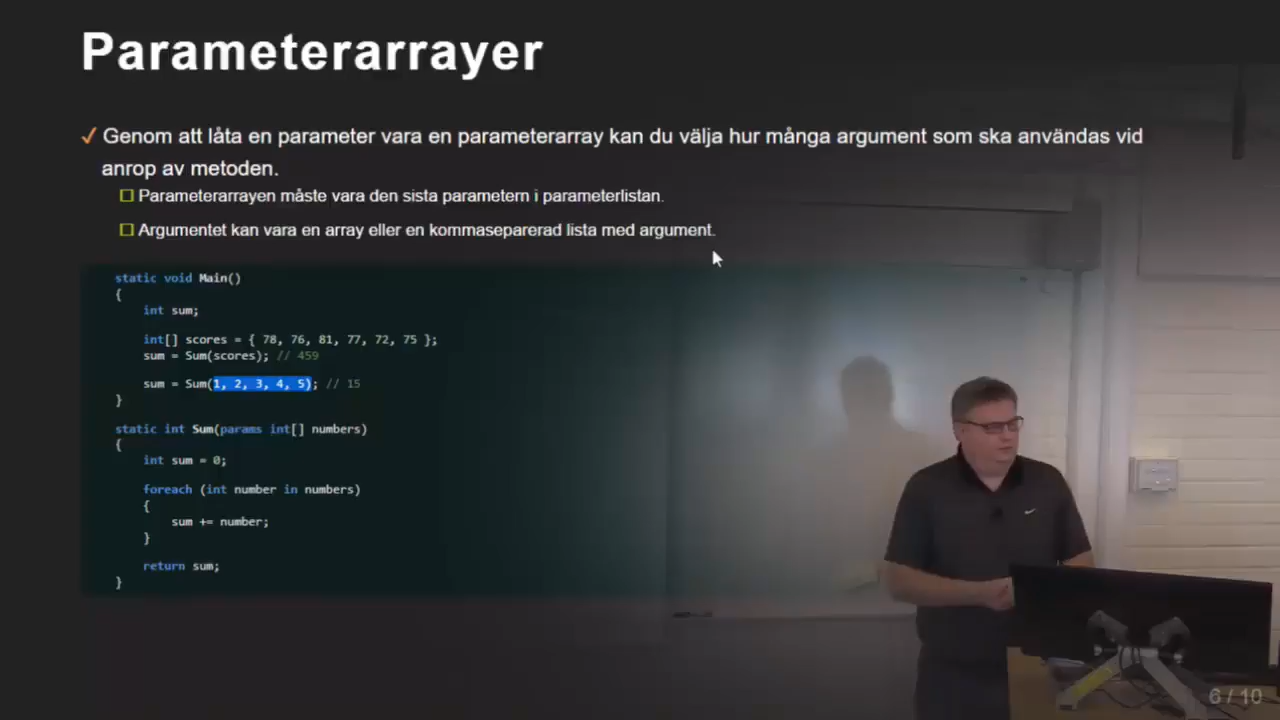 Parameterarrayer
✓ Genom att låta en parameter vara en parameterarray kan du välja hur många argument som ska användas vid
anrop av metoden.
Parameterarrayen måste vara den sista parametern i parameterlistan.
Argumentet kan vara en array eller en kommaseparerad lista med argument.
static void Main()
{
int sum;
int[] scores = { 78, 76, 81, 77, 72, 75 };
sum = Sum(scores); // 459
sum = Sum(1, 2, 3, 4, 5); // 15
}
static int Sum(params int[] numbers)
{
int sum = 0;
foreach (int number in numbers)
{
sum += number;
}
return sum;
}
6 / 10